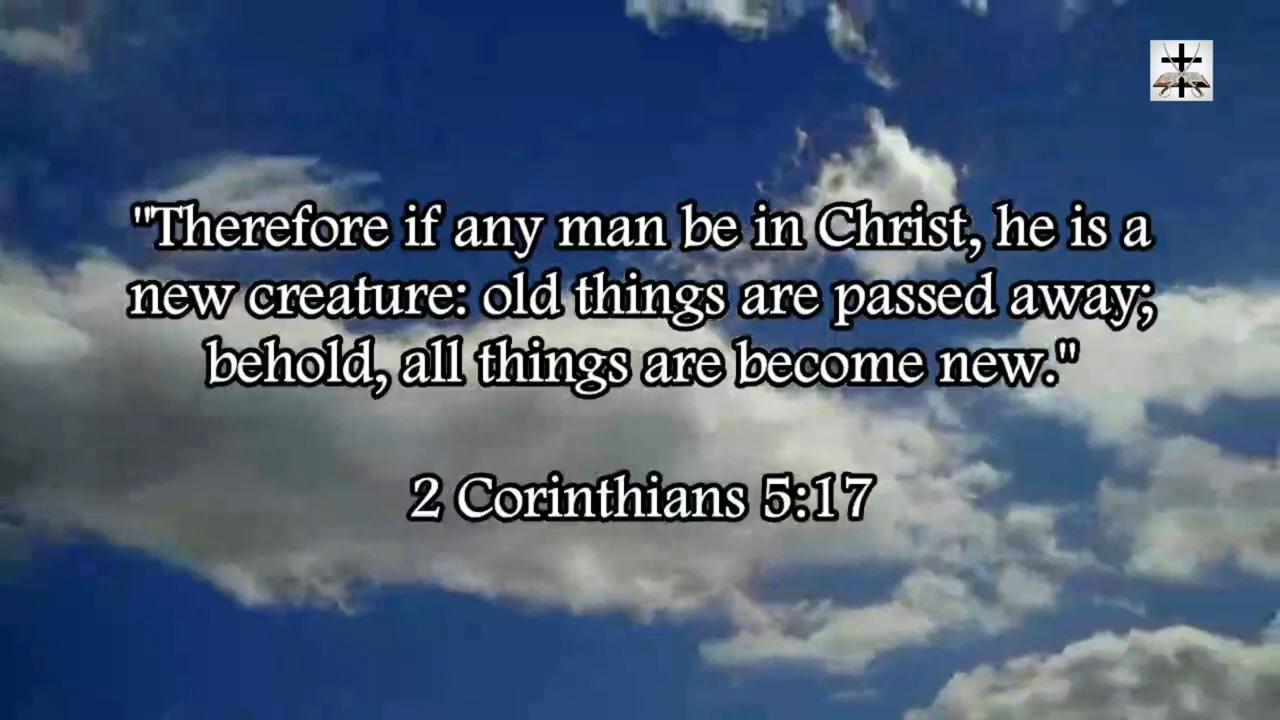 "Therefore if any man be in Christ, he is a
new creature: old things are passed away;
behold, all things are become new."
2 Corinthians 5:17